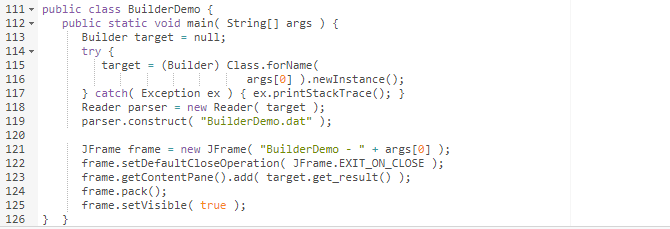 111 public class BuilderDemo {
112    public static void main( String[] args ) {
113       Builder target = null;
114       try {
115          target = (Builder) Class.forName(
116                                args[0] ).newInstance();
117       } catch( Exception ex ) { ex.printStackTrace(); }
118       Reader parser = new Reader( target );
119       parser.construct( "BuilderDemo.dat" );
120
121       JFrame frame = new JFrame( "BuilderDemo - " + args[0] );
122       frame.setDefaultCloseOperation( JFrame.EXIT_ON_CLOSE );
123       frame.getContentPane().add( target.get_result() );
124       frame.pack();
125       frame.setVisible( true );
126 }  }